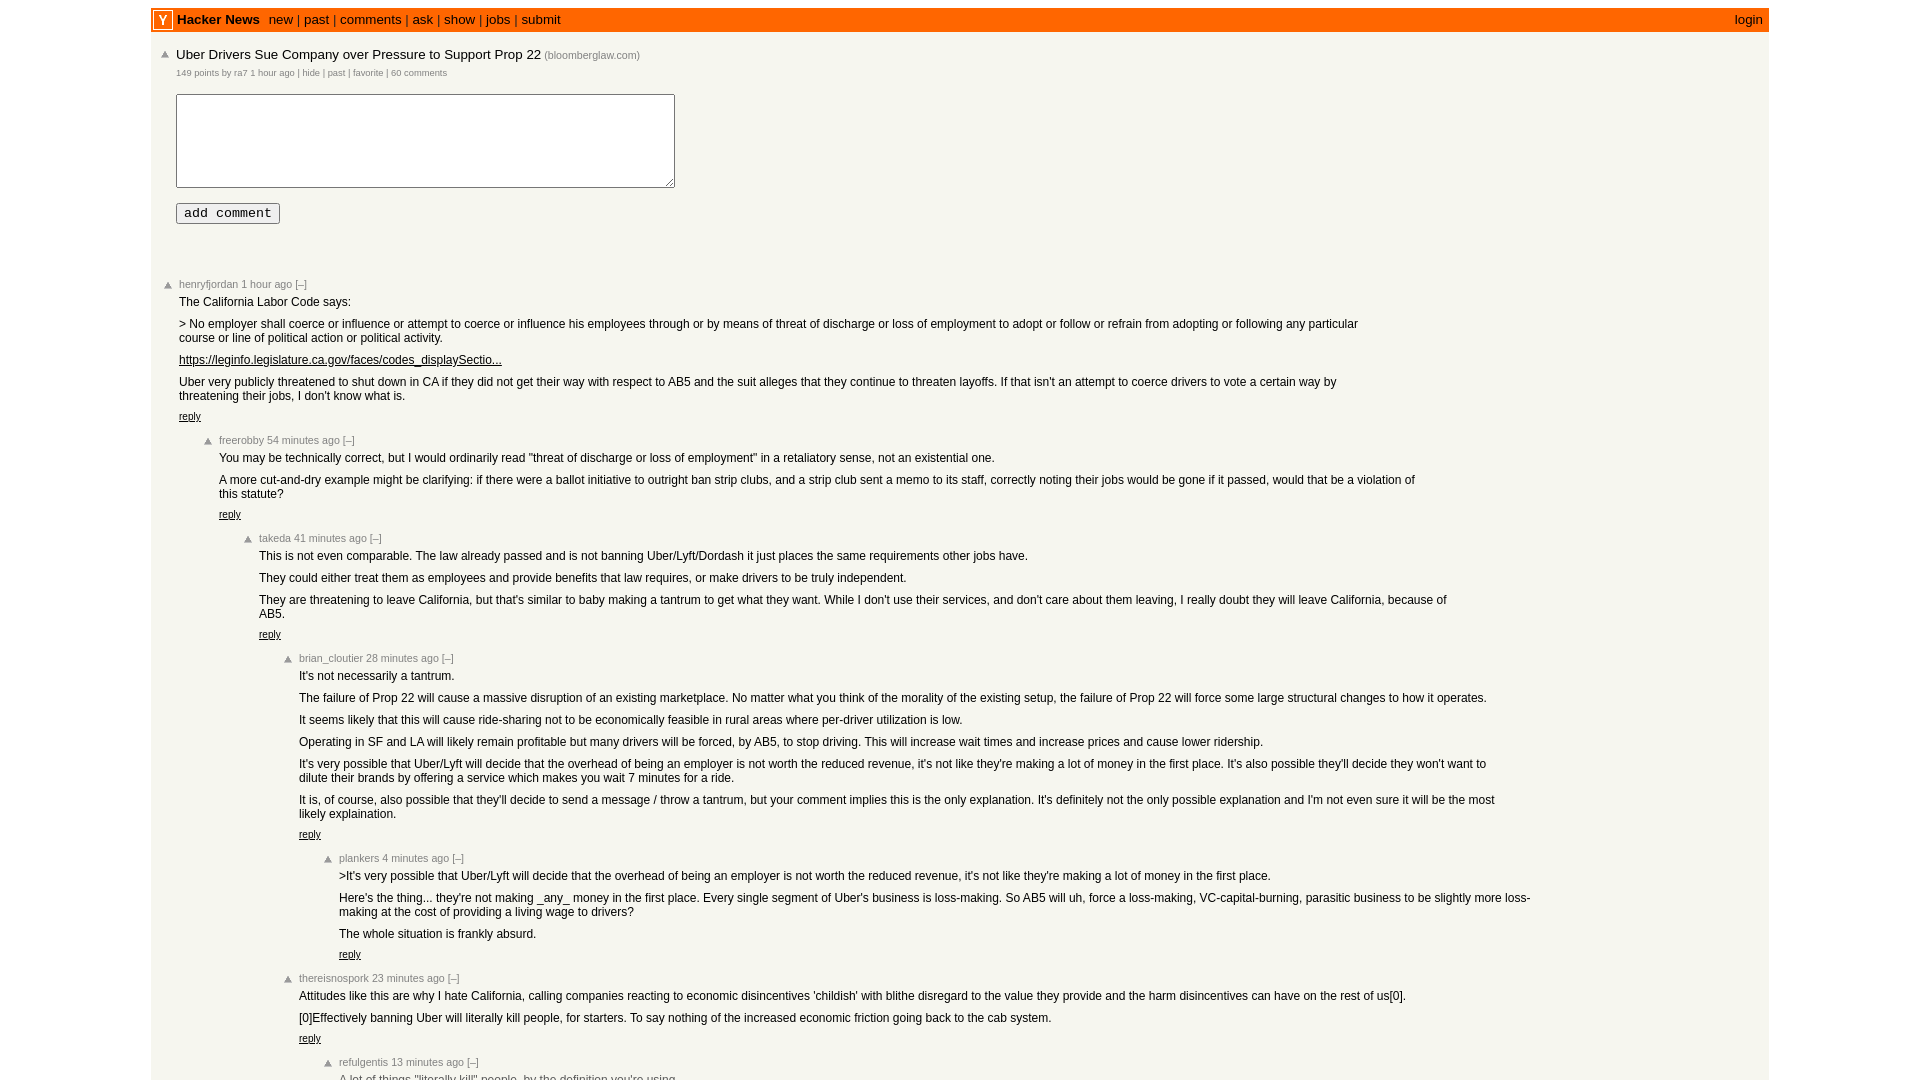 Y Hacker News new | past | comments | ask | show | jobs | submit login
Uber Drivers Sue Company over Pressure to Support Prop 22 (bloomberglaw.com)
149 points by ra7 1 hour ago | hide | past | favorite | 60 comments
add comment
henryfjordan 1 hour ago [–]
The California Labor Code says:
> No employer shall coerce or influence or attempt to coerce or influence his employees through or by means of threat of discharge or loss of employment to adopt or follow or refrain from adopting or following any particular
course or line of political action or political activity.
https://leginfo.legislature.ca.gov/faces/codes_displaySectio...
Uber very publicly threatened to shut down in CA if they did not get their way with respect to AB5 and the suit alleges that they continue to threaten layoffs. If that isn't an attempt to coerce drivers to vote a certain way by
threatening their jobs, I don't know what is.
reply
freerobby 54 minutes ago [–]
You may be technically correct, but I would ordinarily read "threat of discharge or loss of employment" in a retaliatory sense, not an existential one.
A more cut-and-dry example might be clarifying: if there were a ballot initiative to outright ban strip clubs, and a strip club sent a memo to its staff, correctly noting their jobs would be gone if it passed, would that be a violation of
this statute?
reply
takeda 41 minutes ago [–]
This is not even comparable. The law already passed and is not banning Uber/Lyft/Dordash it just places the same requirements other jobs have.
They could either treat them as employees and provide benefits that law requires, or make drivers to be truly independent.
They are threatening to leave California, but that's similar to baby making a tantrum to get what they want. While I don't use their services, and don't care about them leaving, I really doubt they will leave California, because of
AB5.
reply
brian_cloutier 28 minutes ago [–]
It's not necessarily a tantrum.
The failure of Prop 22 will cause a massive disruption of an existing marketplace. No matter what you think of the morality of the existing setup, the failure of Prop 22 will force some large structural changes to how it operates.
It seems likely that this will cause ride-sharing not to be economically feasible in rural areas where per-driver utilization is low.
Operating in SF and LA will likely remain profitable but many drivers will be forced, by AB5, to stop driving. This will increase wait times and increase prices and cause lower ridership.
It's very possible that Uber/Lyft will decide that the overhead of being an employer is not worth the reduced revenue, it's not like they're making a lot of money in the first place. It's also possible they'll decide they won't want to
dilute their brands by offering a service which makes you wait 7 minutes for a ride.
It is, of course, also possible that they'll decide to send a message / throw a tantrum, but your comment implies this is the only explanation. It's definitely not the only possible explanation and I'm not even sure it will be the most
likely explaination.
reply
plankers 4 minutes ago [–]
>It's very possible that Uber/Lyft will decide that the overhead of being an employer is not worth the reduced revenue, it's not like they're making a lot of money in the first place.
Here's the thing... they're not making _any_ money in the first place. Every single segment of Uber's business is loss-making. So AB5 will uh, force a loss-making, VC-capital-burning, parasitic business to be slightly more loss-
making at the cost of providing a living wage to drivers?
The whole situation is frankly absurd.
reply
thereisnospork 23 minutes ago [–]
Attitudes like this are why I hate California, calling companies reacting to economic disincentives 'childish' with blithe disregard to the value they provide and the harm disincentives can have on the rest of us[0].
[0]Effectively banning Uber will literally kill people, for starters. To say nothing of the increased economic friction going back to the cab system.
reply
refulgentis 13 minutes ago [–]
A lot of things "literally kill" people, by the definition you're using.